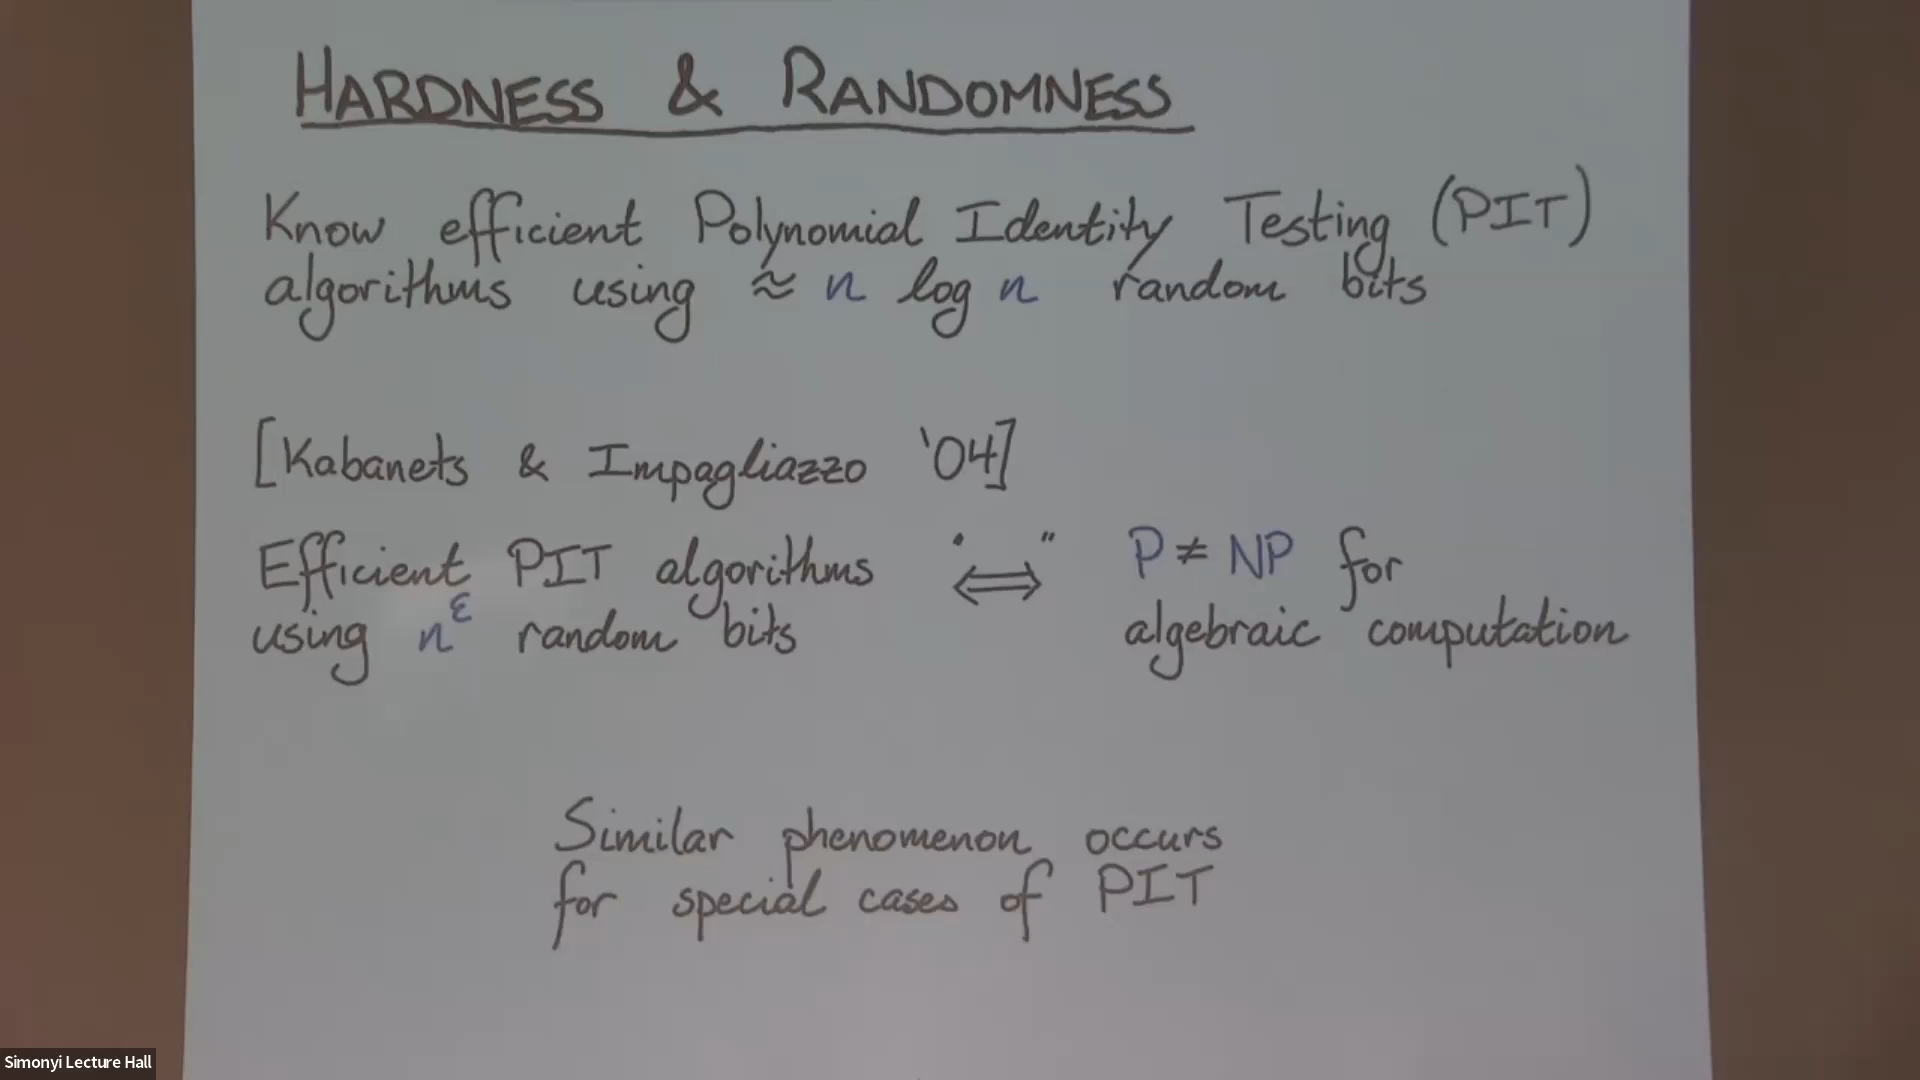 HARDNESS & RANDOMNESS
Know efficient Polynomial Identity Testing (PIT)
algorithms using ≈ n log n random bits
[Kabanets & Impagliazzo '04]
Efficient PIT algorithms "⟺" P ≠ NP for
using n^ε random bits algebraic computation
Similar phenomenon occurs
for special cases of PIT
Simonyi Lecture Hall